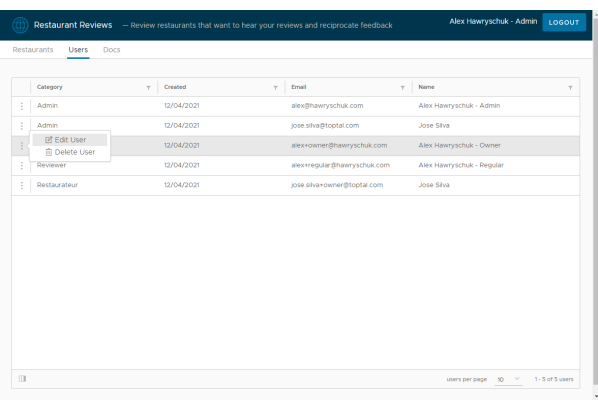 Restaurant Reviews — Review restaurants that want to hear your reviews and reciprocate feedback Alex Hawryschuk - Admin LOGOUT
Restaurants Users Docs
Category Created Email Name
Admin 12/04/2021 alex@hawryschuk.com Alex Hawryschuk - Admin
Admin 12/04/2021 jose.silva@toptal.com Jose Silva
Edit User
12/04/2021 alex+owner@hawryschuk.com Alex Hawryschuk - Owner
Delete User
Reviewer 12/04/2021 alex+regular@hawryschuk.com Alex Hawryschuk - Regular
Restaurateur 12/04/2021 jose.silva+owner@toptal.com Jose Silva
users per page 10 1 - 5 of 5 users